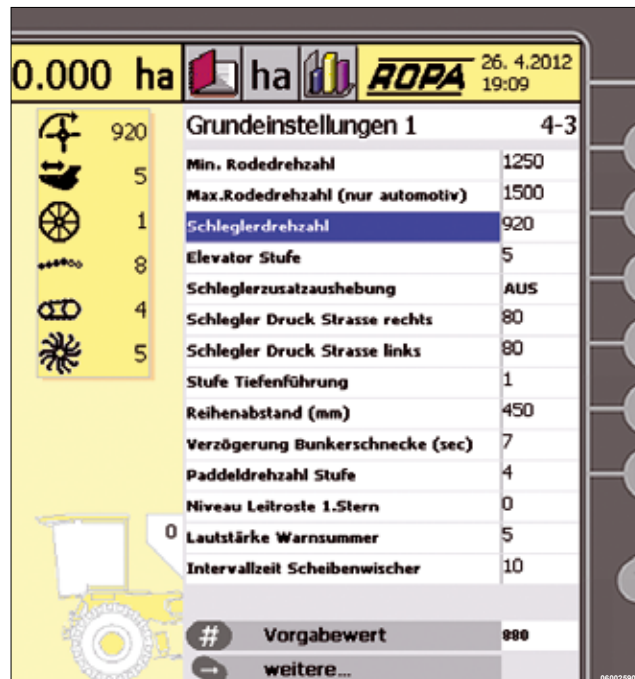 0.000 ha ha ROPA 26. 4.2012
19:09
920
5
1
8
4
5
Grundeinstellungen 1 4-3
Min. Rodedrehzahl 1250
Max.Rodedrehzahl (nur automotiv) 1500
Schleglerdrehzahl 920
Elevator Stufe 5
Schleglerzusatzaushebung AUS
Schlegler Druck Strasse rechts 80
Schlegler Druck Strasse links 80
Stufe Tiefenführung 1
Reihenabstand (mm) 450
Verzögerung Bunkerschnecke (sec) 7
Paddeldrehzahl Stufe 4
Niveau Leitroste 1.Stern 0
0
Lautstärke Warnsummer 5
Intervallzeit Scheibenwischer 10
# Vorgabewert 880
weitere...